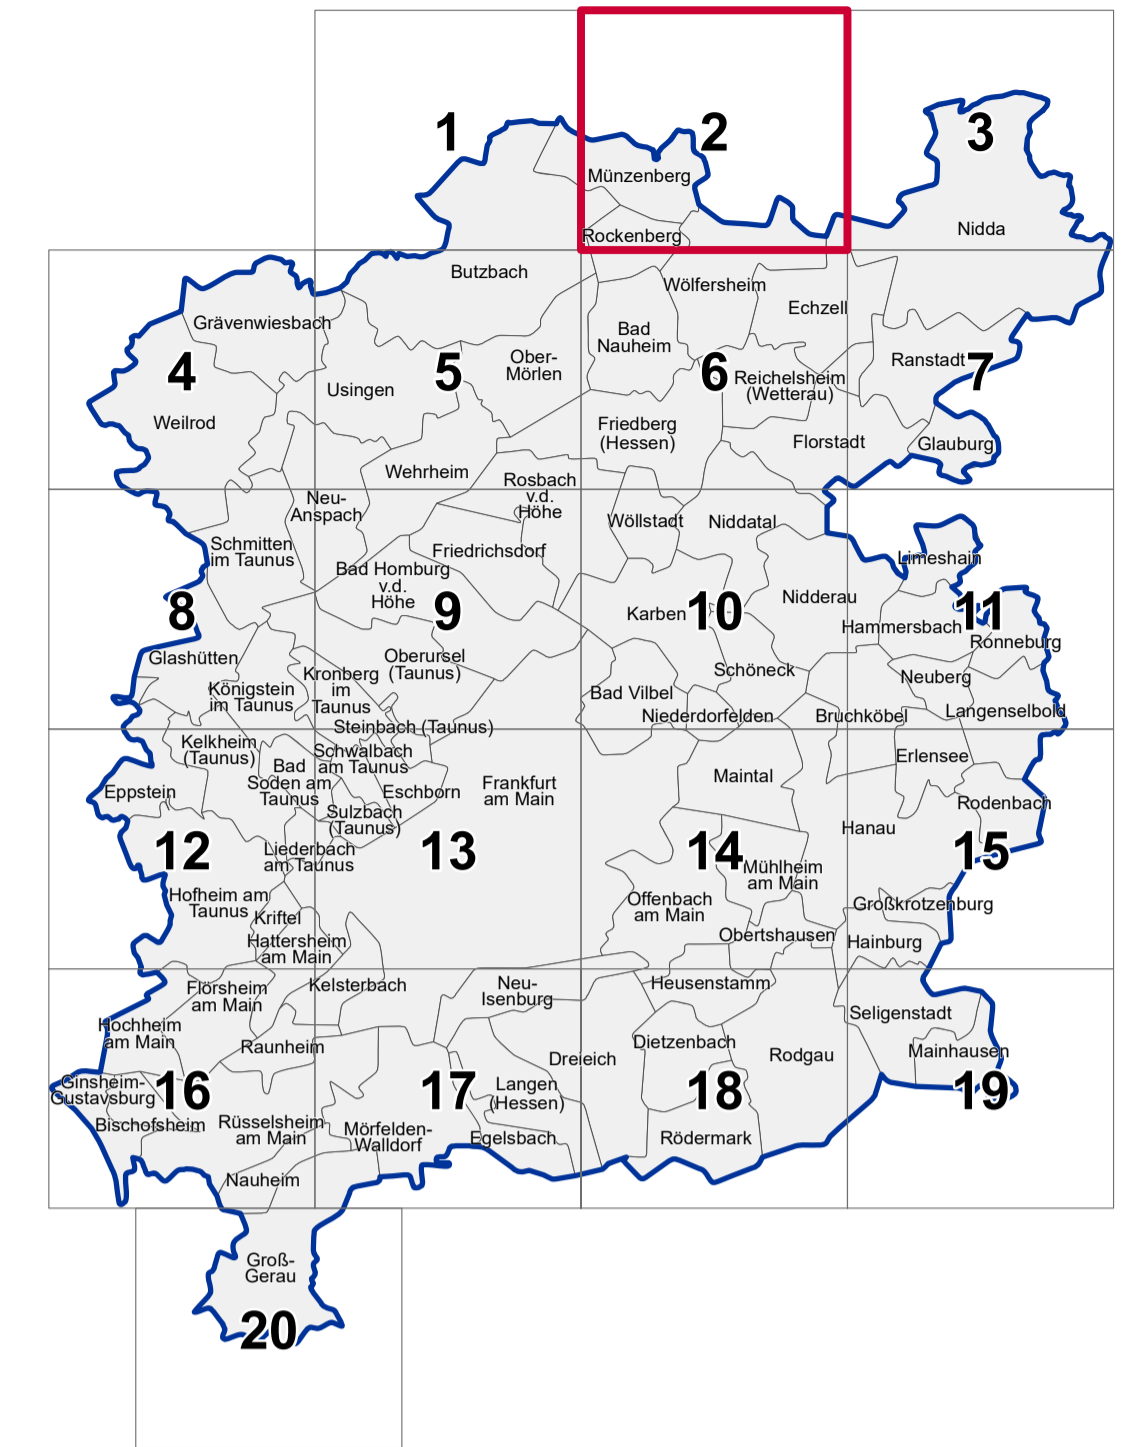 1
2
3
Münzenberg
Rockenberg
Nidda
Butzbach
Wölfersheim
Echzell
Grävenwiesbach
Bad
Nauheim
Ober-
Mörlen
Ranstadt
4
5
6
7
Usingen
Reichelsheim
(Wetterau)
Weilrod
Friedberg
(Hessen)
Florstadt
Glauburg
Wehrheim
Rosbach
v.d.
Höhe
Neu-
Anspach
Wöllstadt
Niddatal
Schmitten
im Taunus
Friedrichsdorf
Limeshain
Bad Homburg
v.d.
Höhe
Nidderau
8
9
10
11
Karben
Hammersbach
Ronneburg
Glashütten
Oberursel
(Taunus)
Schöneck
Neuberg
Königstein
im Taunus
Kronberg
im
Taunus
Bad Vilbel
Niederdorfelden
Bruchköbel
Langenselbold
Steinbach (Taunus)
Kelkheim
(Taunus)
Schwalbach
am Taunus
Erlensee
Bad
Soden am
Taunus
Maintal
Eppstein
Eschborn
Frankfurt
am Main
Rodenbach
Sulzbach
(Taunus)
Hanau
12
13
14
15
Liederbach
am Taunus
Mühlheim
am Main
Hofheim am
Taunus
Offenbach
am Main
Großkrotzenburg
Kriftel
Hattersheim
am Main
Obertshausen
Hainburg
Flörsheim
am Main
Kelsterbach
Neu-
Isenburg
Heusenstamm
Hochheim
am Main
Seligenstadt
Raunheim
Dreieich
Dietzenbach
Rodgau
Mainhausen
Ginsheim-
Gustavsburg
16
17
18
19
Langen
(Hessen)
Bischofsheim
Rüsselsheim
am Main
Mörfelden-
Walldorf
Egelsbach
Rödermark
Nauheim
Groß-
Gerau
20